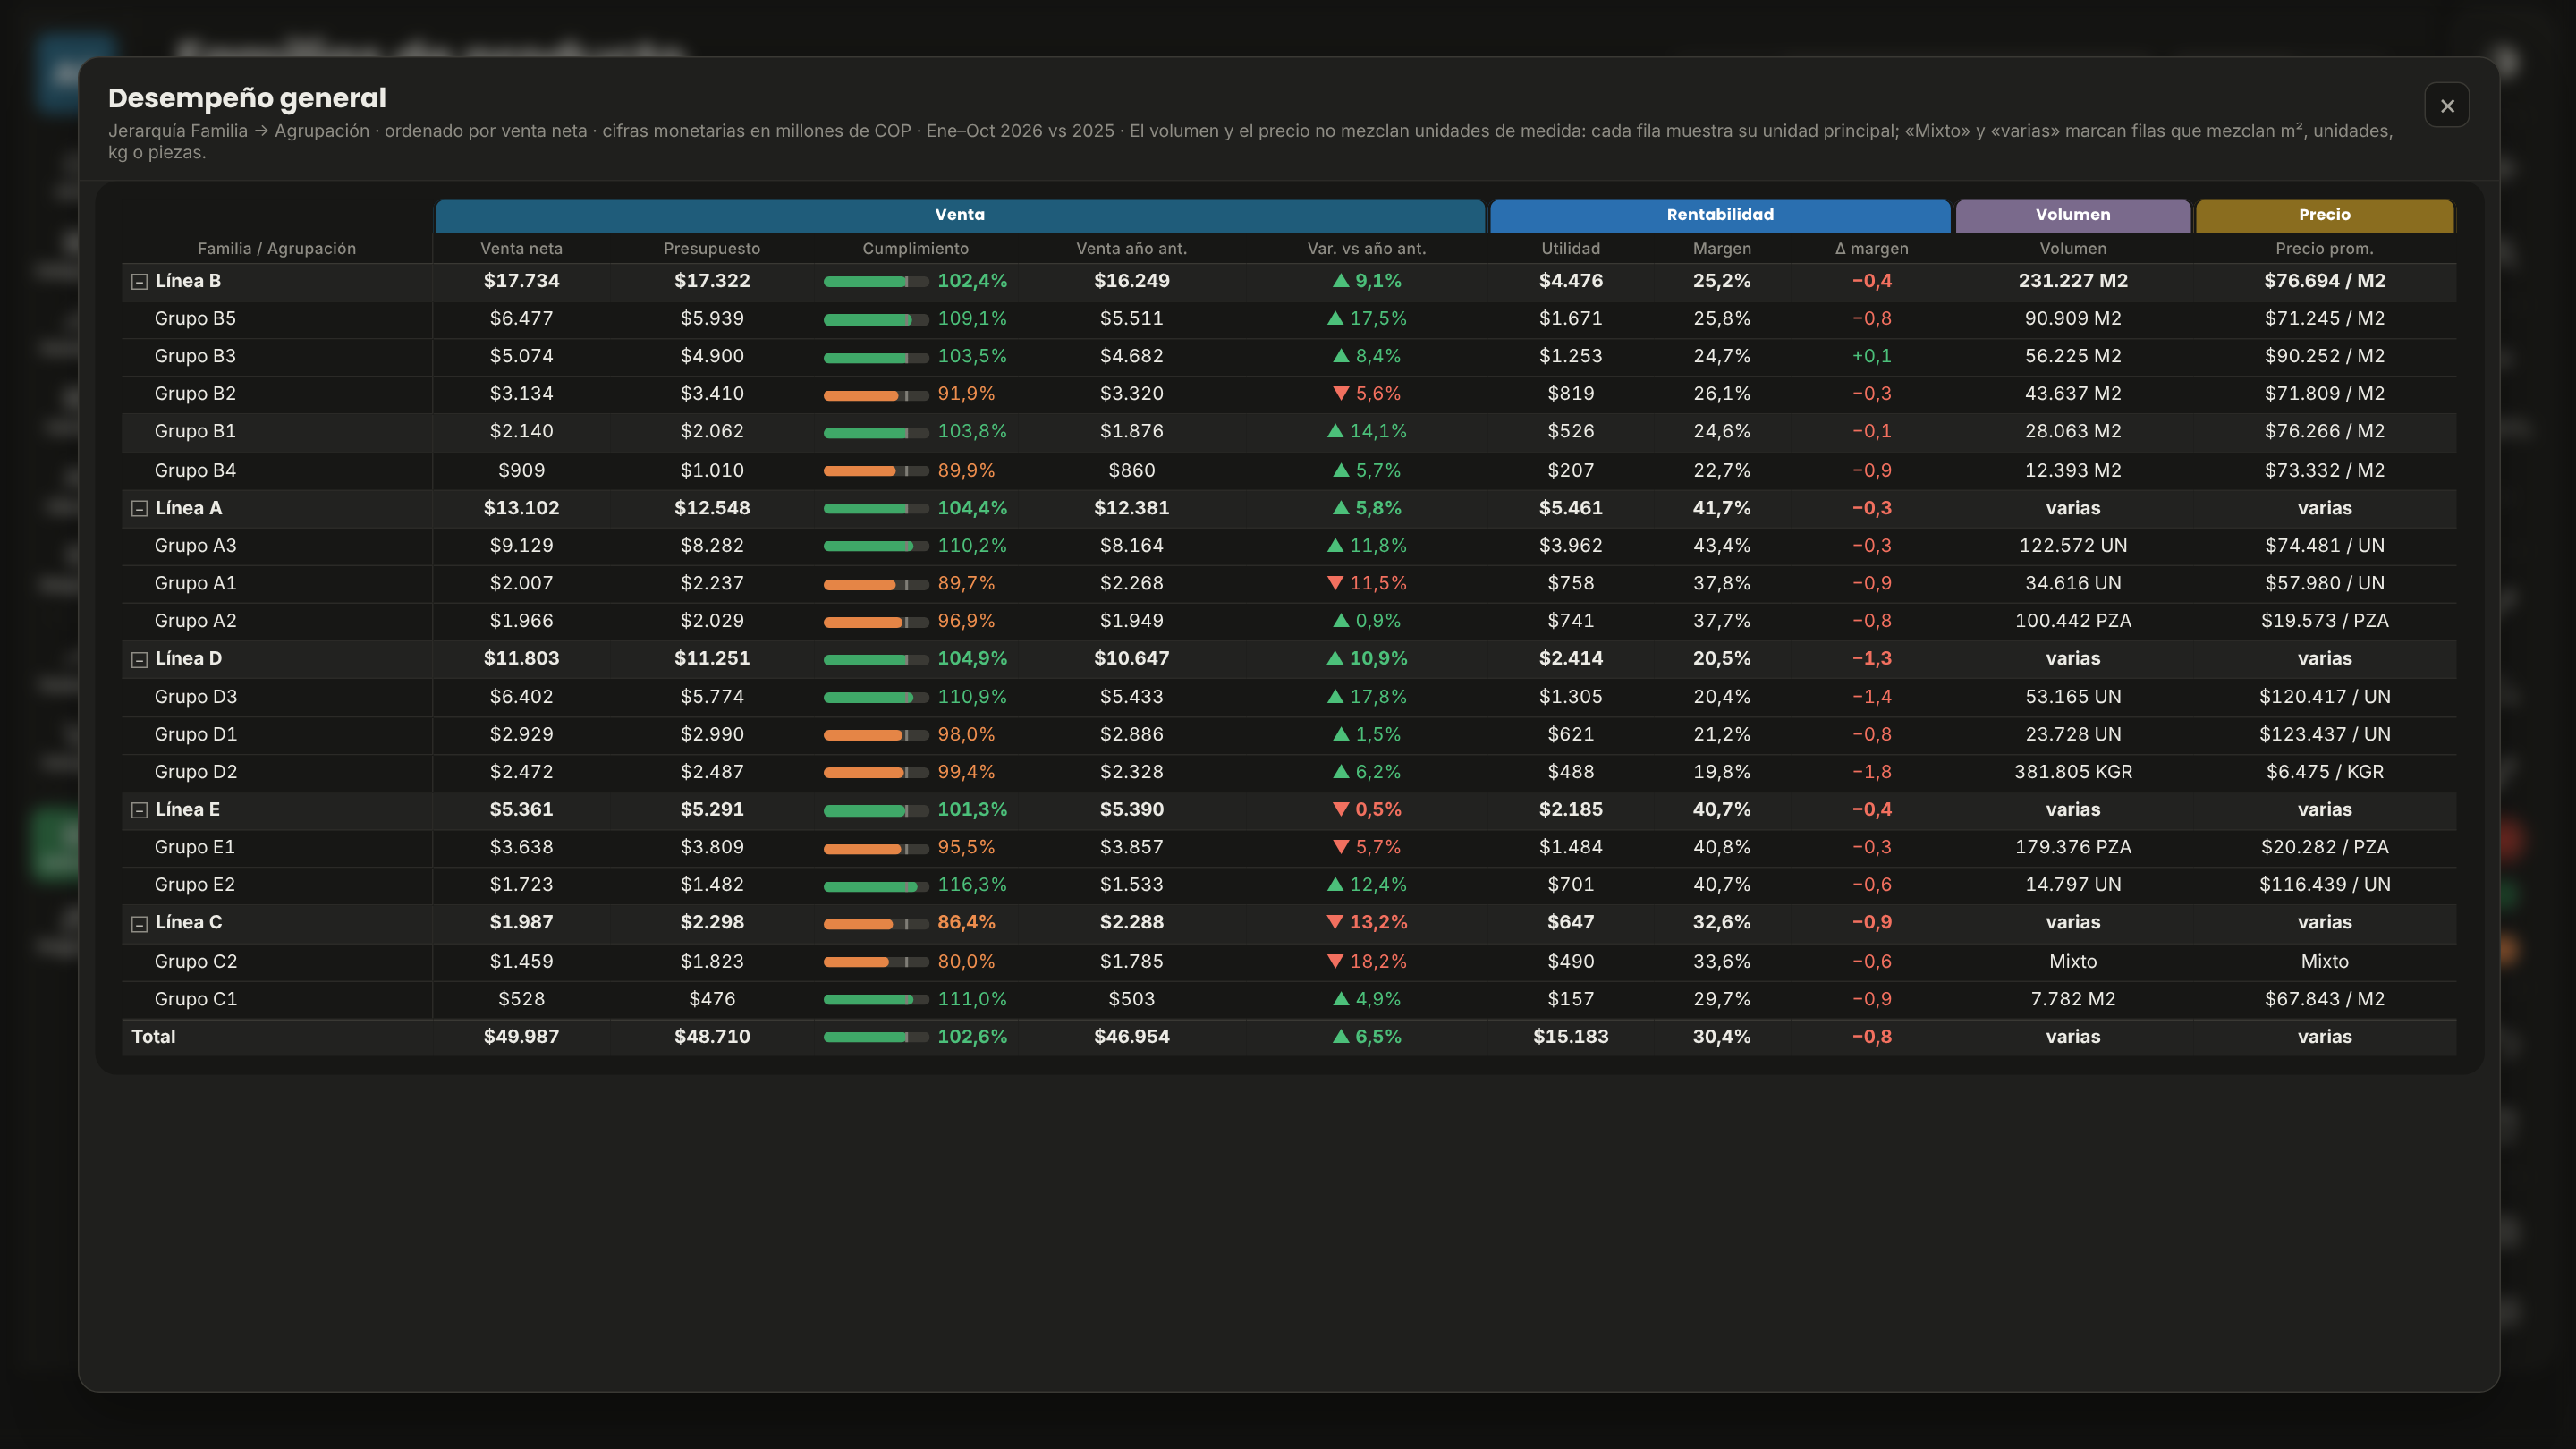 Desempeño general
Jerarquía Familia → Agrupación · ordenado por venta neta · cifras monetarias en millones de COP · Ene–Oct 2026 vs 2025 · El volumen y el precio no mezclan unidades de medida: cada fila muestra su unidad principal; «Mixto» y «varias» marcan filas que mezclan m², unidades,
kg o piezas.
Venta Rentabilidad Volumen Precio
Familia / Agrupación Venta neta Presupuesto Cumplimiento Venta año ant. Var. vs año ant. Utilidad Margen Δ margen Volumen Precio prom.
Línea B $17.734 $17.322 102,4% $16.249 ▲ 9,1% $4.476 25,2% −0,4 231.227 M2 $76.694 / M2
Grupo B5 $6.477 $5.939 109,1% $5.511 ▲ 17,5% $1.671 25,8% −0,8 90.909 M2 $71.245 / M2
Grupo B3 $5.074 $4.900 103,5% $4.682 ▲ 8,4% $1.253 24,7% +0,1 56.225 M2 $90.252 / M2
Grupo B2 $3.134 $3.410 91,9% $3.320 ▼ 5,6% $819 26,1% −0,3 43.637 M2 $71.809 / M2
Grupo B1 $2.140 $2.062 103,8% $1.876 ▲ 14,1% $526 24,6% −0,1 28.063 M2 $76.266 / M2
Grupo B4 $909 $1.010 89,9% $860 ▲ 5,7% $207 22,7% −0,9 12.393 M2 $73.332 / M2
Línea A $13.102 $12.548 104,4% $12.381 ▲ 5,8% $5.461 41,7% −0,3 varias varias
Grupo A3 $9.129 $8.282 110,2% $8.164 ▲ 11,8% $3.962 43,4% −0,3 122.572 UN $74.481 / UN
Grupo A1 $2.007 $2.237 89,7% $2.268 ▼ 11,5% $758 37,8% −0,9 34.616 UN $57.980 / UN
Grupo A2 $1.966 $2.029 96,9% $1.949 ▲ 0,9% $741 37,7% −0,8 100.442 PZA $19.573 / PZA
Línea D $11.803 $11.251 104,9% $10.647 ▲ 10,9% $2.414 20,5% −1,3 varias varias
Grupo D3 $6.402 $5.774 110,9% $5.433 ▲ 17,8% $1.305 20,4% −1,4 53.165 UN $120.417 / UN
Grupo D1 $2.929 $2.990 98,0% $2.886 ▲ 1,5% $621 21,2% −0,8 23.728 UN $123.437 / UN
Grupo D2 $2.472 $2.487 99,4% $2.328 ▲ 6,2% $488 19,8% −1,8 381.805 KGR $6.475 / KGR
Línea E $5.361 $5.291 101,3% $5.390 ▼ 0,5% $2.185 40,7% −0,4 varias varias
Grupo E1 $3.638 $3.809 95,5% $3.857 ▼ 5,7% $1.484 40,8% −0,3 179.376 PZA $20.282 / PZA
Grupo E2 $1.723 $1.482 116,3% $1.533 ▲ 12,4% $701 40,7% −0,6 14.797 UN $116.439 / UN
Línea C $1.987 $2.298 86,4% $2.288 ▼ 13,2% $647 32,6% −0,9 varias varias
Grupo C2 $1.459 $1.823 80,0% $1.785 ▼ 18,2% $490 33,6% −0,6 Mixto Mixto
Grupo C1 $528 $476 111,0% $503 ▲ 4,9% $157 29,7% −0,9 7.782 M2 $67.843 / M2
Total $49.987 $48.710 102,6% $46.954 ▲ 6,5% $15.183 30,4% −0,8 varias varias